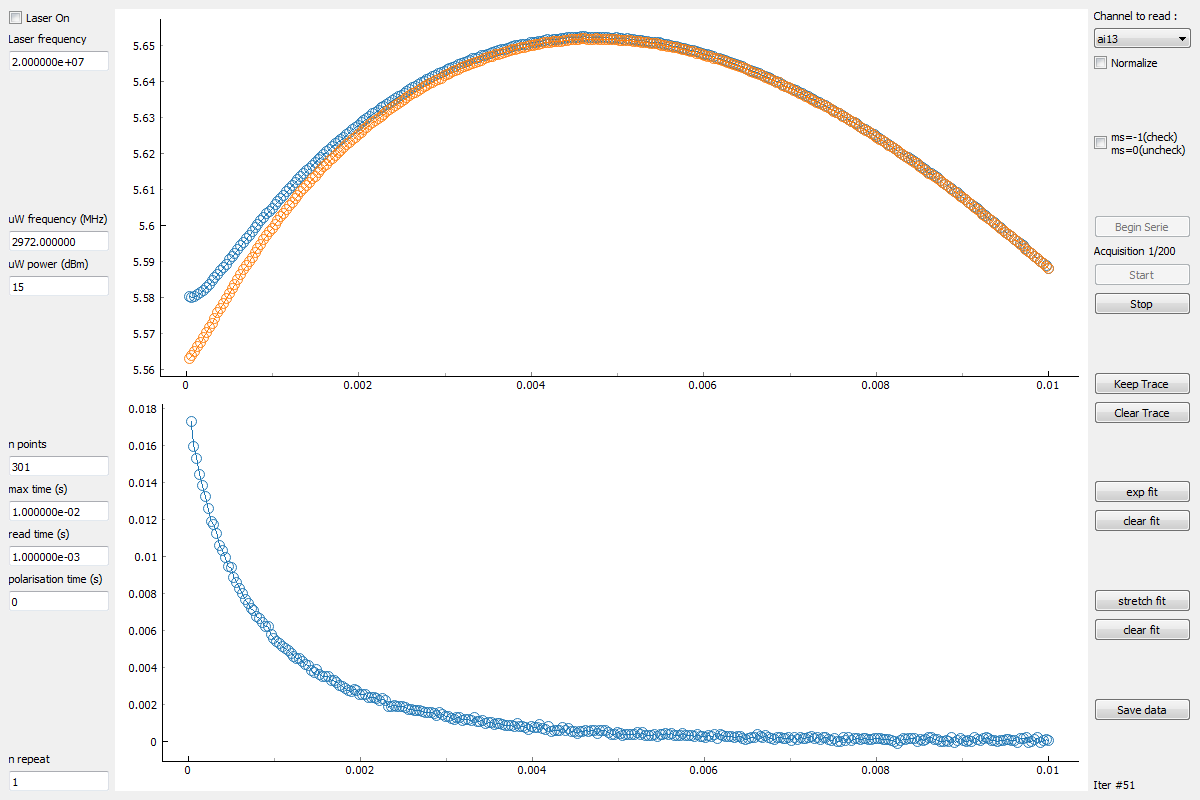 Laser On
Laser frequency
2.000000e+07
uW frequency (MHz)
2972.000000
uW power (dBm)
15
n points
301
max time (s)
1.000000e-02
read time (s)
1.000000e-03
polarisation time (s)
0
n repeat
1
5.65
5.64
5.63
5.62
5.61
5.6
5.59
5.58
5.57
5.56
0
0.002
0.004
0.006
0.008
0.01
0.018
0.016
0.014
0.012
0.01
0.008
0.006
0.004
0.002
0
0
0.002
0.004
0.006
0.008
0.01
Channel to read :
ai13
Normalize
ms=-1(check)
ms=0(uncheck)
Begin Serie
Acquisition 1/200
Start
Stop
Keep Trace
Clear Trace
exp fit
clear fit
stretch fit
clear fit
Save data
Iter #51